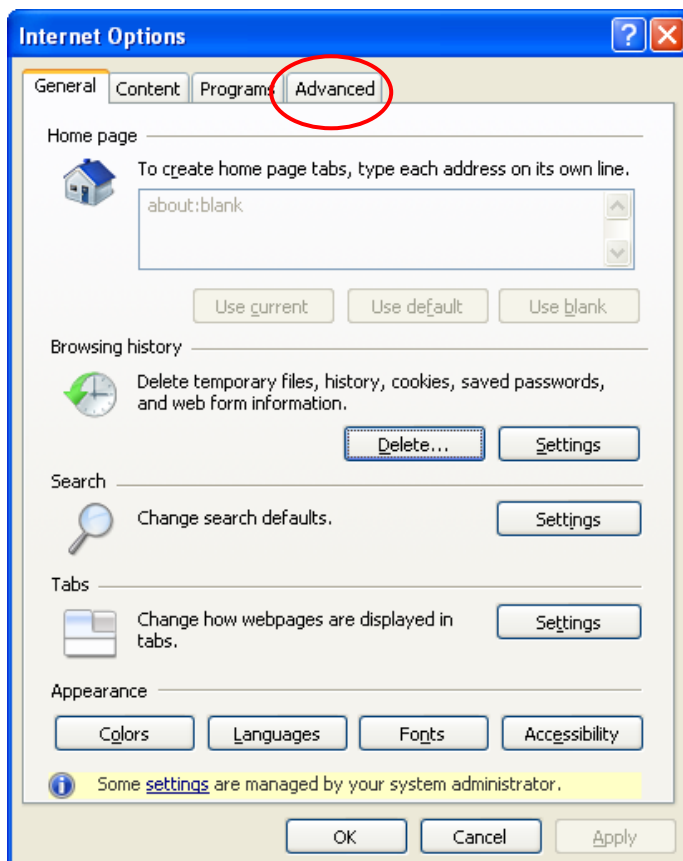 Internet Options
General Content Programs Advanced
Home page
To create home page tabs, type each address on its own line.
about:blank
Use current Use default Use blank
Browsing history
Delete temporary files, history, cookies, saved passwords,
and web form information.
Delete... Settings
Search
Change search defaults. Settings
Tabs
Change how webpages are displayed in
tabs.
Settings
Appearance
Colors Languages Fonts Accessibility
Some settings are managed by your system administrator.
OK Cancel Apply